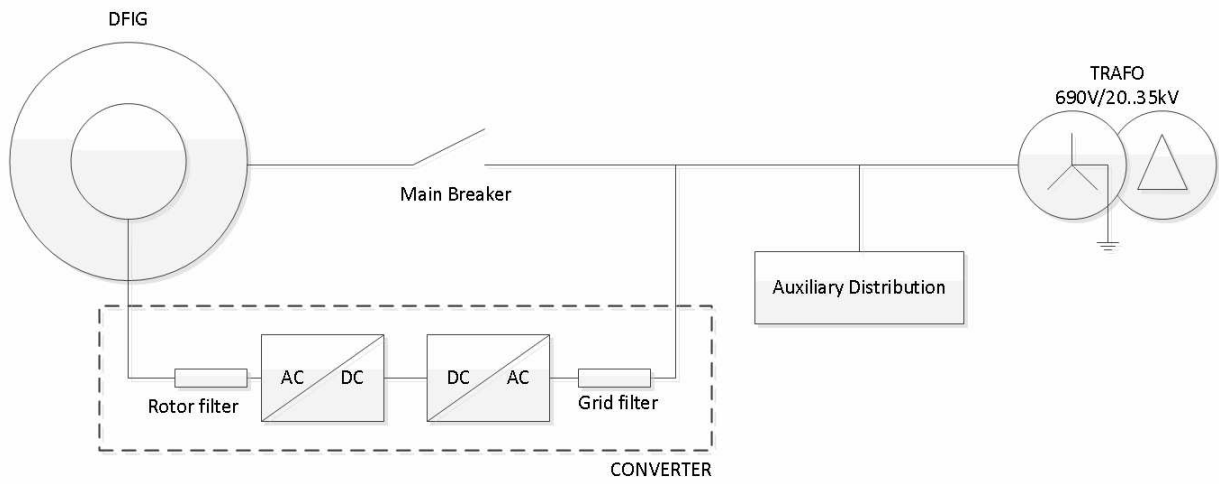 DFIG
TRAFO
690V/20..35kV
Main Breaker
Auxiliary Distribution
AC
DC
DC
AC
Rotor filter
Grid filter
CONVERTER